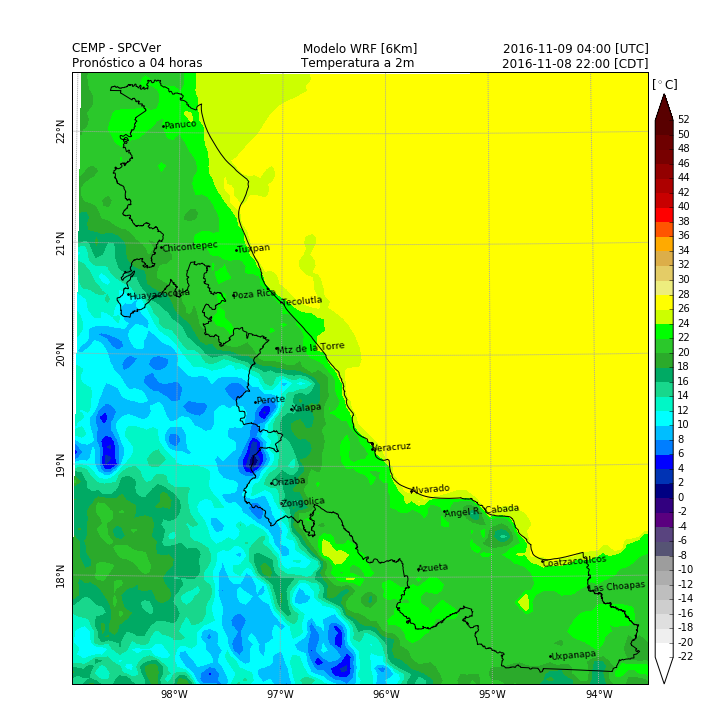 CEMP - SPCVer Modelo WRF [6Km] 2016-11-09 04:00 [UTC]
Pronóstico a 04 horas Temperatura a 2m 2016-11-08 22:00 [CDT]
[°C]
52
50
48
46
44
42
40
38
36
34
32
30
28
26
24
22
20
18
16
14
12
10
8
6
4
2
0
-2
-4
-6
-8
-10
-12
-14
-16
-18
-20
-22
22°N
21°N
20°N
19°N
18°N
Panuco
Chicontepec
Tuxpan
Huayacocotla
Poza Rica
Tecolutla
Mtz de la Torre
Perote
Xalapa
Veracruz
Orizaba
Alvarado
Zongolica
Angel R. Cabada
Coatzacoalcos
Azueta
Las Choapas
Uxpanapa
98°W 97°W 96°W 95°W 94°W